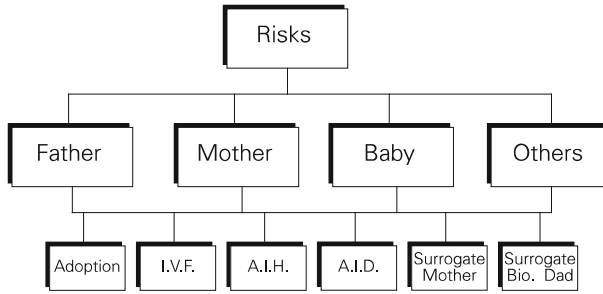 Risks
Father
Mother
Baby
Others
Adoption
I.V.F.
A.I.H.
A.I.D.
Surrogate
Mother
Surrogate
Bio. Dad